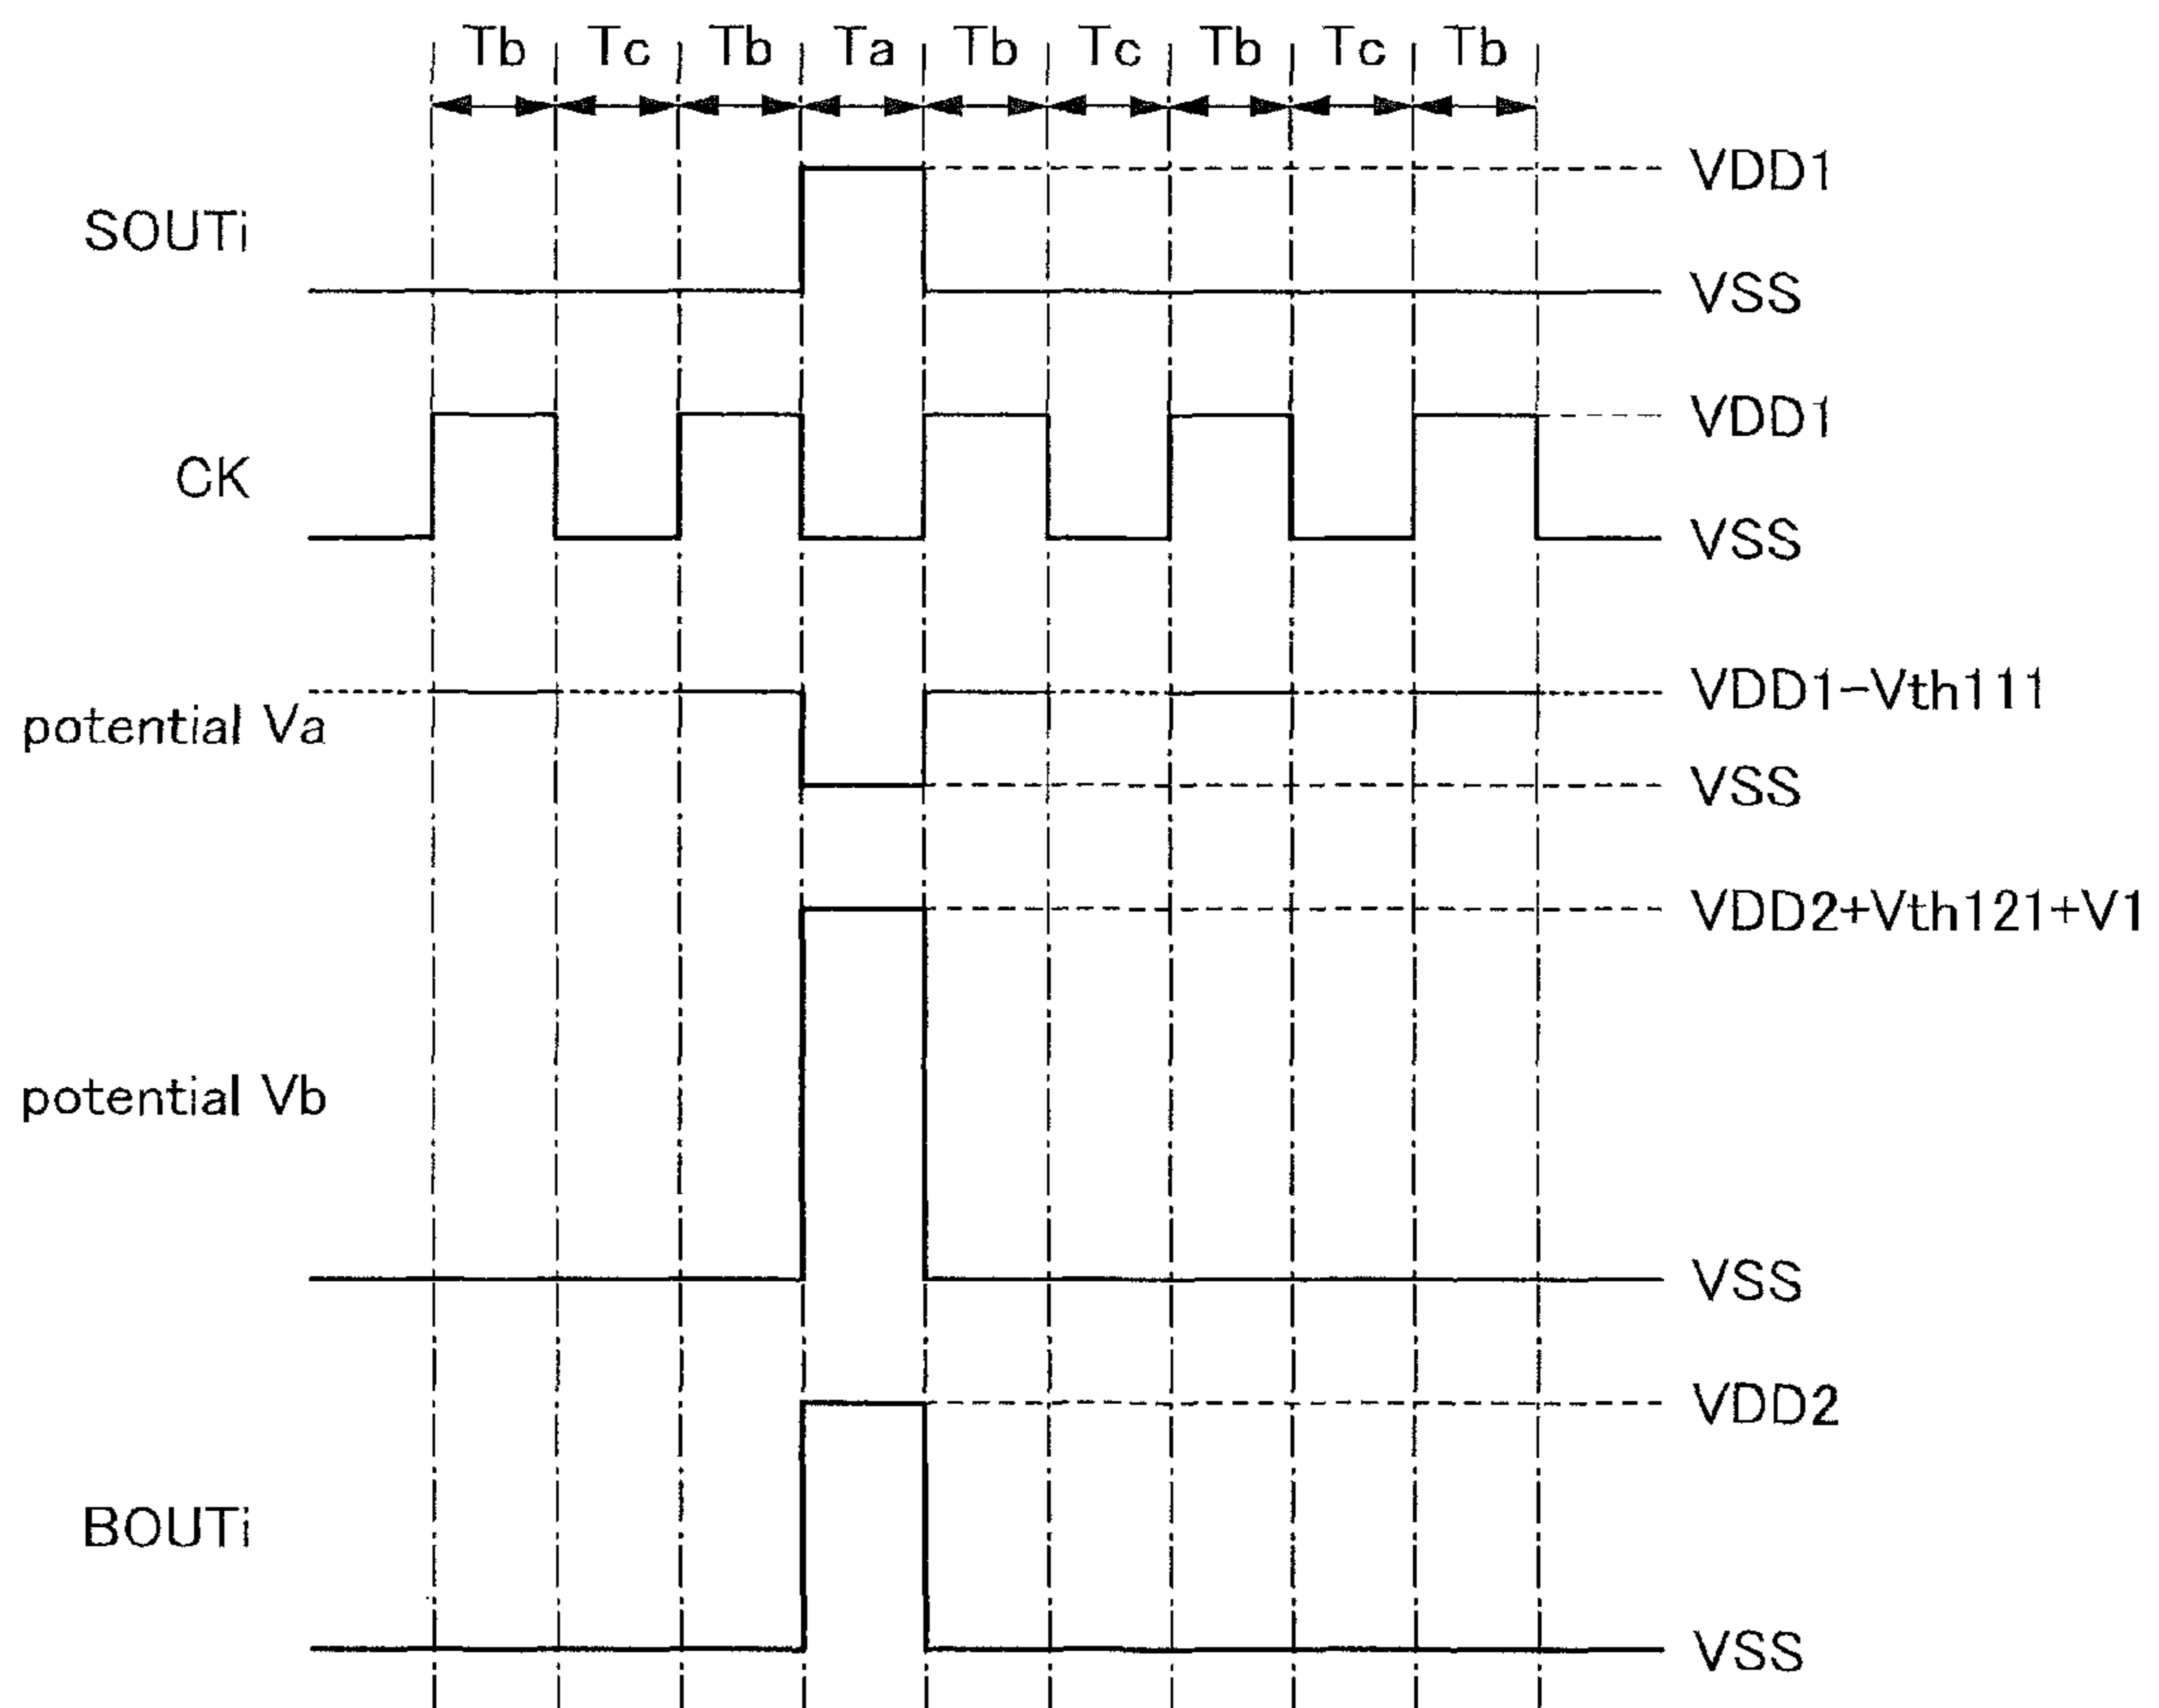 Tb Tc Tb Ta Tb Tc Tb Tc Tb
VDD1
SOUTi
VSS
VDD1
CK
VSS
VDD1-Vth111
potential Va
VSS
VDD2+Vth121+V1
potential Vb
VSS
VDD2
BOUTi
VSS